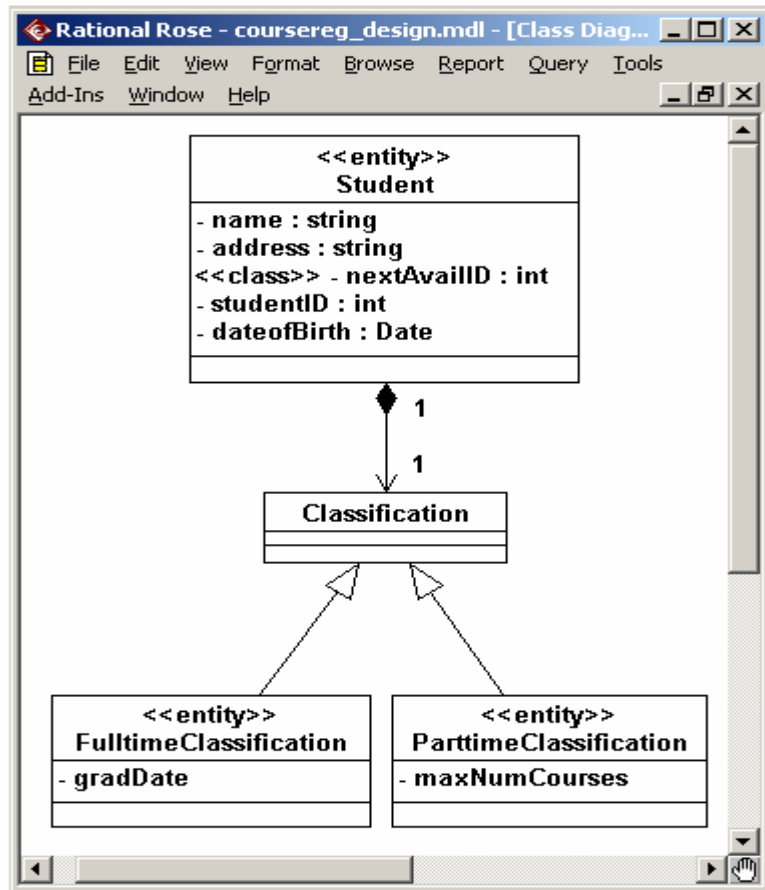 Rational Rose - coursereg_design.mdl - [Class Diag...
File Edit View Format Browse Report Query Tools
Add-Ins Window Help
<<entity>>
Student
- name : string
- address : string
<<class>> - nextAvailID : int
- studentID : int
- dateofBirth : Date
1
1
Classification
<<entity>>
FulltimeClassification
- gradDate
<<entity>>
ParttimeClassification
- maxNumCourses